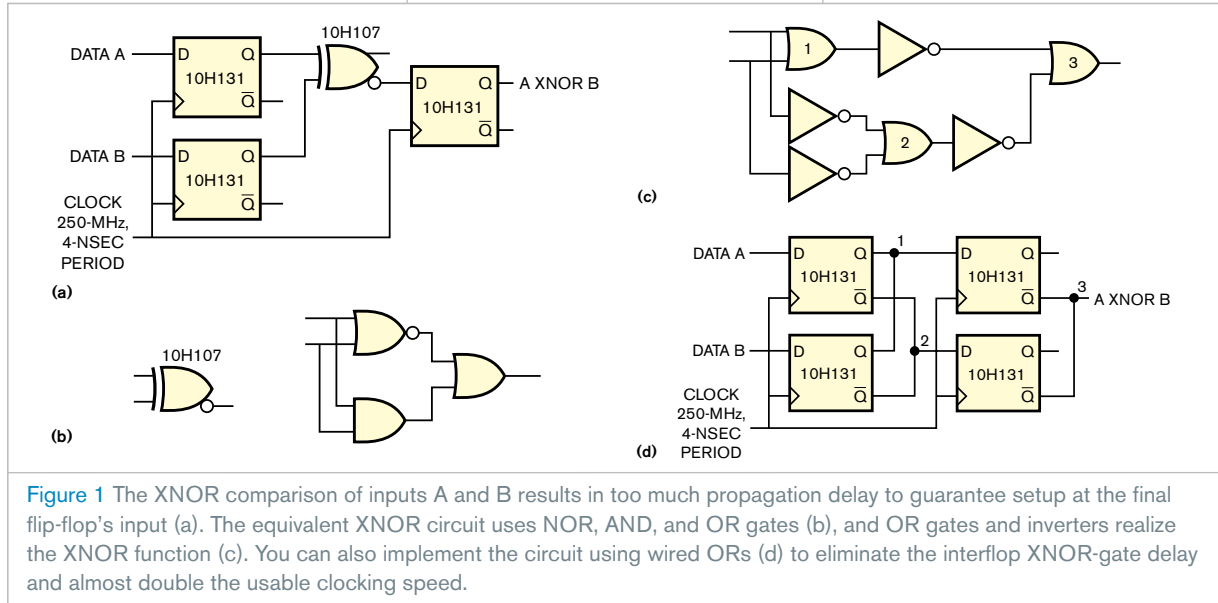 10H107
DATA A
D
Q
10H131
Q
DATA B
D
Q
10H131
Q
D
Q
10H131
Q
A XNOR B
CLOCK
250-MHz,
4-NSEC
PERIOD
(a)
10H107
(b)
1
3
2
(c)
DATA A
D
Q
10H131
Q
1
D
Q
10H131
Q
3
A XNOR B
DATA B
D
Q
10H131
Q
2
D
Q
10H131
Q
CLOCK
250-MHz,
4-NSEC
PERIOD
(d)
Figure 1 The XNOR comparison of inputs A and B results in too much propagation delay to guarantee setup at the final
flip-flop's input (a). The equivalent XNOR circuit uses NOR, AND, and OR gates (b), and OR gates and inverters realize
the XNOR function (c). You can also implement the circuit using wired ORs (d) to eliminate the interflop XNOR-gate delay
and almost double the usable clocking speed.